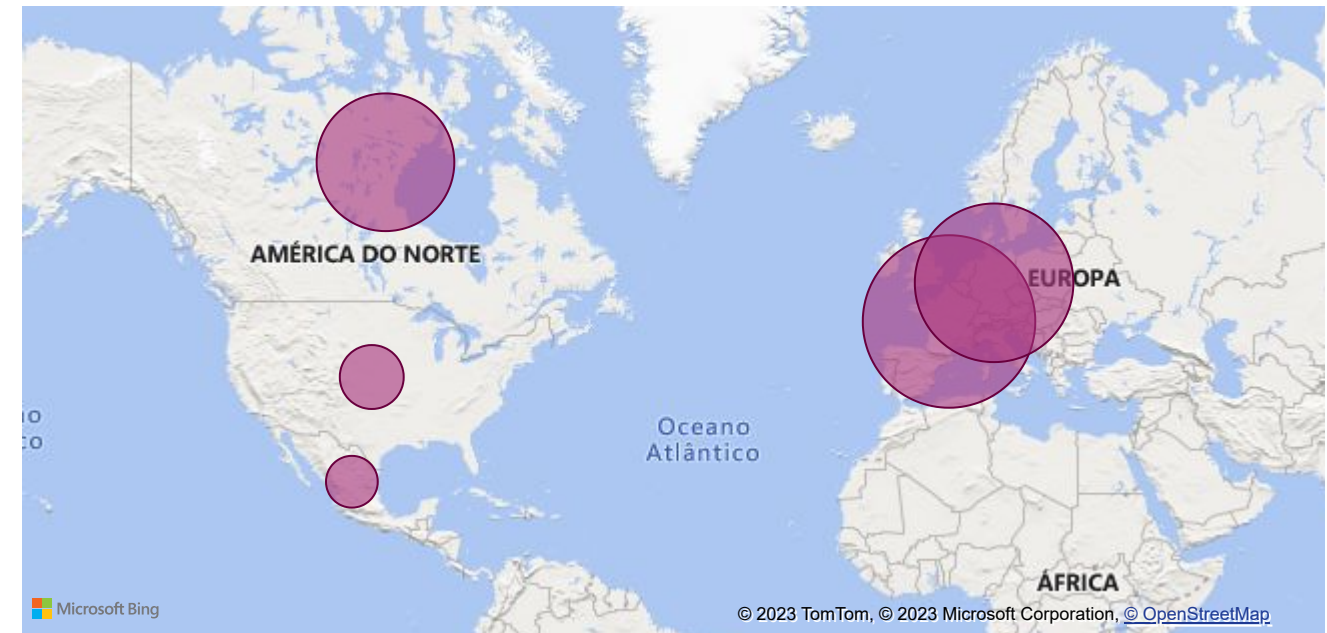 AMÉRICA DO NORTE
EUROPA
Oceano
Atlântico
ÁFRICA
Microsoft Bing
© 2023 TomTom, © 2023 Microsoft Corporation, © OpenStreetMap